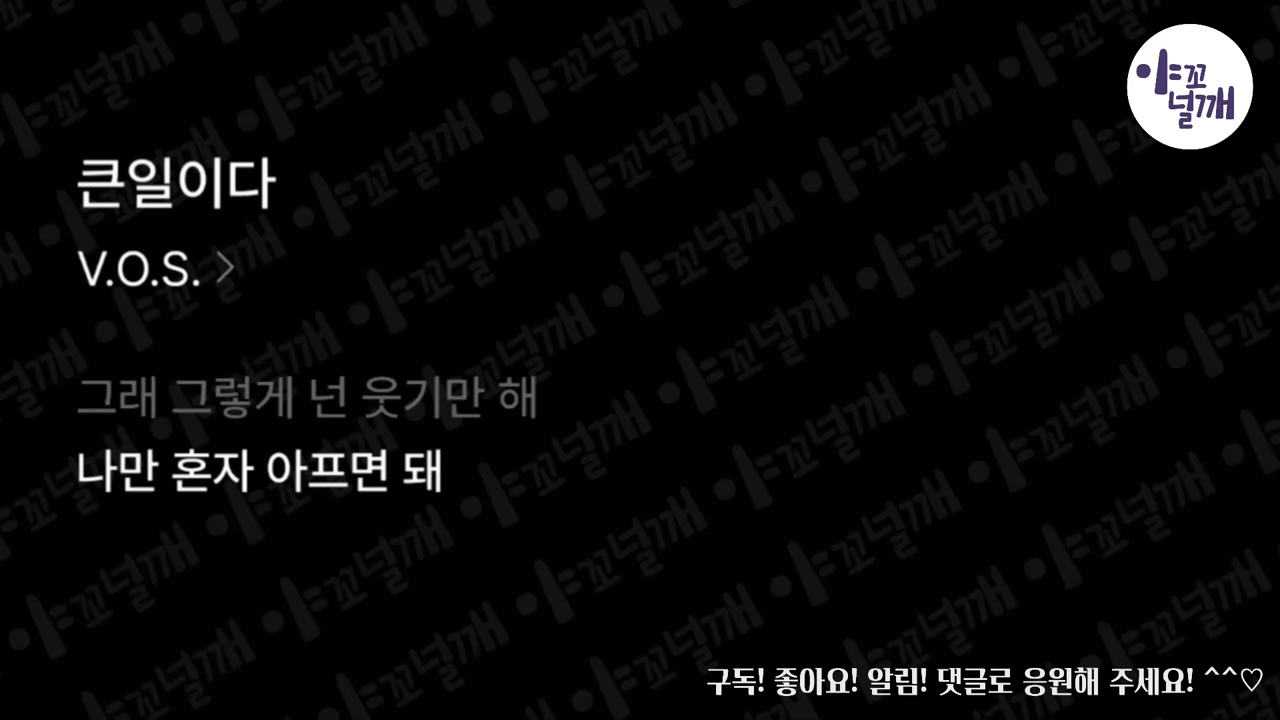 야꼬
널깨
큰일이다
V.O.S. >
그래 그렇게 넌 웃기만 해
나만 혼자 아프면 돼
구독! 좋아요! 알림! 댓글로 응원해 주세요! ^^♡